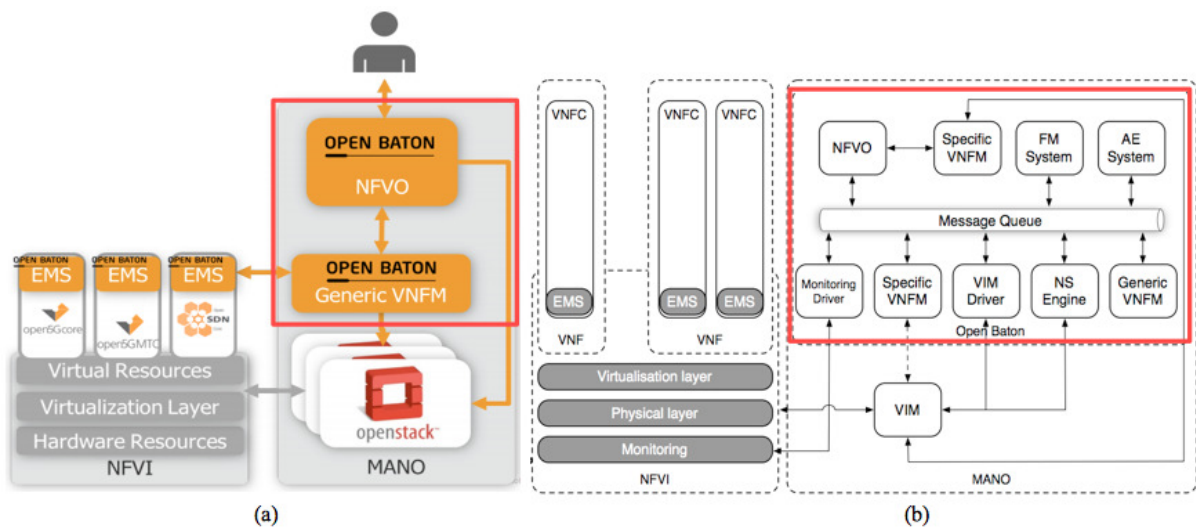 OPEN BATON
NFVO
OPEN BATON
Generic VNFM
OPEN BATON
OPEN BATON
OPEN BATON
EMS
EMS
EMS
open5Gcore
open5GMTC
Open
SDN
Virtual Resources
Virtualization Layer
Hardware Resources
NFVI
openstack™
MANO
(a)
VNFC
EMS
VNF
VNFC
VNFC
EMS
EMS
VNF
Virtualisation layer
Physical layer
Monitoring
NFVI
NFVO
Specific
VNFM
FM
System
AE
System
Message Queue
Monitoring
Driver
Specific
VNFM
VIM
Driver
NS
Engine
Generic
VNFM
Open Baton
VIM
MANO
(b)